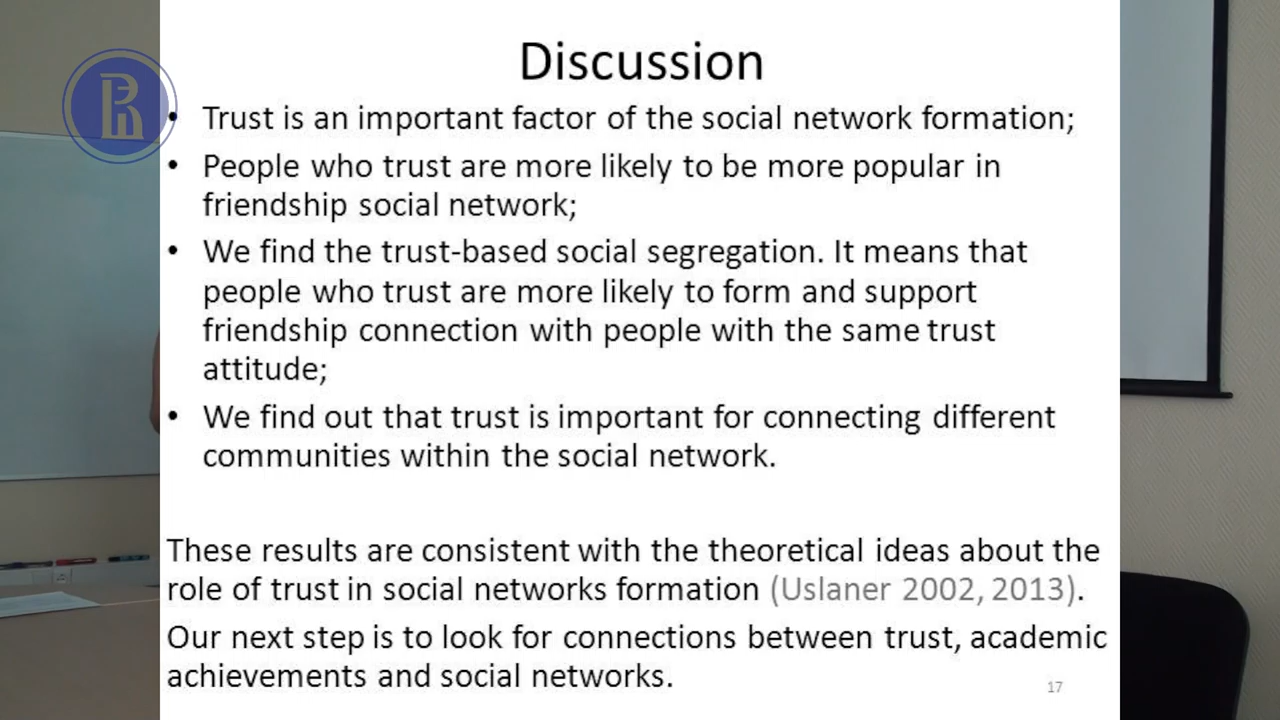 Discussion
• Trust is an important factor of the social network formation;
• People who trust are more likely to be more popular in
friendship social network;
• We find the trust-based social segregation. It means that
people who trust are more likely to form and support
friendship connection with people with the same trust
attitude;
• We find out that trust is important for connecting different
communities within the social network.
These results are consistent with the theoretical ideas about the
role of trust in social networks formation (Uslaner 2002, 2013).
Our next step is to look for connections between trust, academic
achievements and social networks.
17